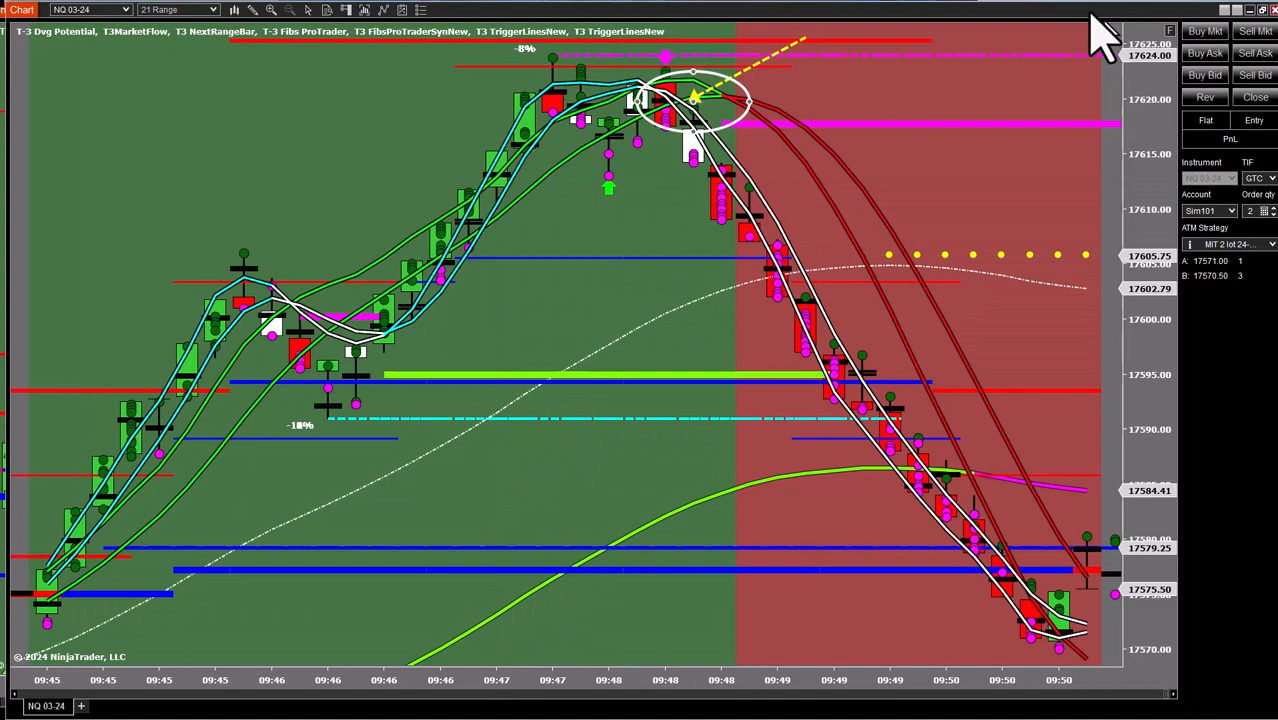 Chart NQ 03-24 21 Range
T-3 Dvg Potential, T3MarketFlow, T3 NextRangeBar, T-3 Fibs ProTrader, T3 FibsProTraderSynNew, T3 TriggerLinesNew, T3 TriggerLinesNew
F
-8%
17625.00
17624.00
17620.00
17615.00
17610.00
17605.75
17605.00
17602.79
17600.00
17595.00
17590.00
17584.41
17580.00
17579.25
17575.50
17570.00
© 2024 NinjaTrader, LLC
09:45 09:45 09:45 09:45 09:46 09:46 09:46 09:46 09:47 09:47 09:48 09:48 09:48 09:49 09:49 09:49 09:50 09:50 09:50
NQ 03-24 +
Buy Mkt Sell Mkt
Buy Ask Sell Ask
Buy Bid Sell Bid
Rev Close
Flat Entry
PnL
Instrument TIF
NQ 03-24 GTC
Account Order qty
Sim101 2
ATM Strategy
MIT 2 lot 24-...
A: 17571.00 1
B: 17570.50 3